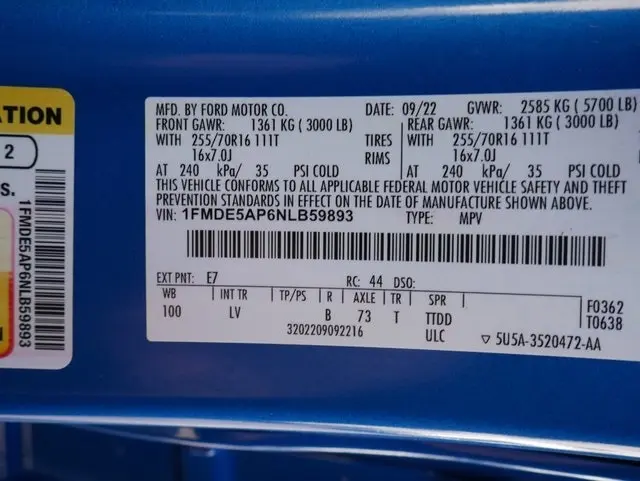 ATION
2
S.
1FMDE5AP6NLB59893
MFD. BY FORD MOTOR CO. DATE: 09/22 GVWR: 2585 KG ( 5700 LB)
FRONT GAWR: 1361 KG ( 3000 LB) REAR GAWR: 1361 KG ( 3000 LB)
WITH 255/70R16 111T TIRES WITH 255/70R16 111T
16x7.0J RIMS 16x7.0J
AT 240 kPa/ 35 PSI COLD AT 240 kPa/ 35 PSI COLD
THIS VEHICLE CONFORMS TO ALL APPLICABLE FEDERAL MOTOR VEHICLE SAFETY AND THEFT
PREVENTION STANDARDS IN EFFECT ON THE DATE OF MANUFACTURE SHOWN ABOVE.
VIN: 1FMDE5AP6NLB59893 TYPE: MPV
EXT PNT: E7 RC: 44 DSO:
WB INT TR TP/PS R AXLE TR SPR F0362
100 LV B 73 T TTDD T0638
3202209092216 ULC ▽ 5U5A-3520472-AA